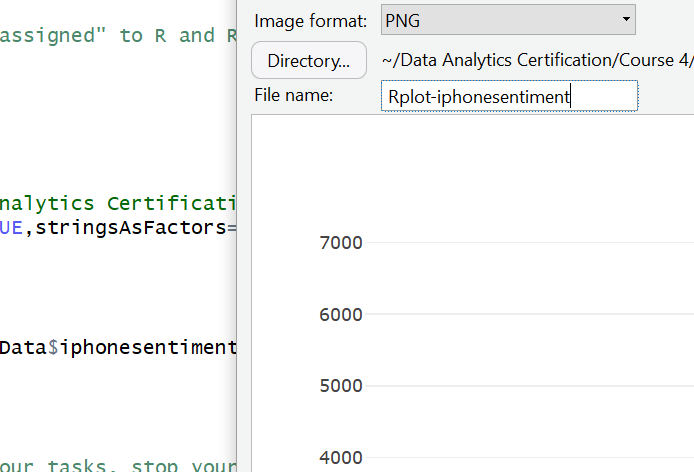 assigned" to R and R
nalytics Certificati
UE,stringsAsFactors=
Data$iphonesentiment
our tasks, stop your
Image format: PNG
Directory... ~/Data Analytics Certification/Course 4/
File name: Rplot-iphonesentiment
7000
6000
5000
4000